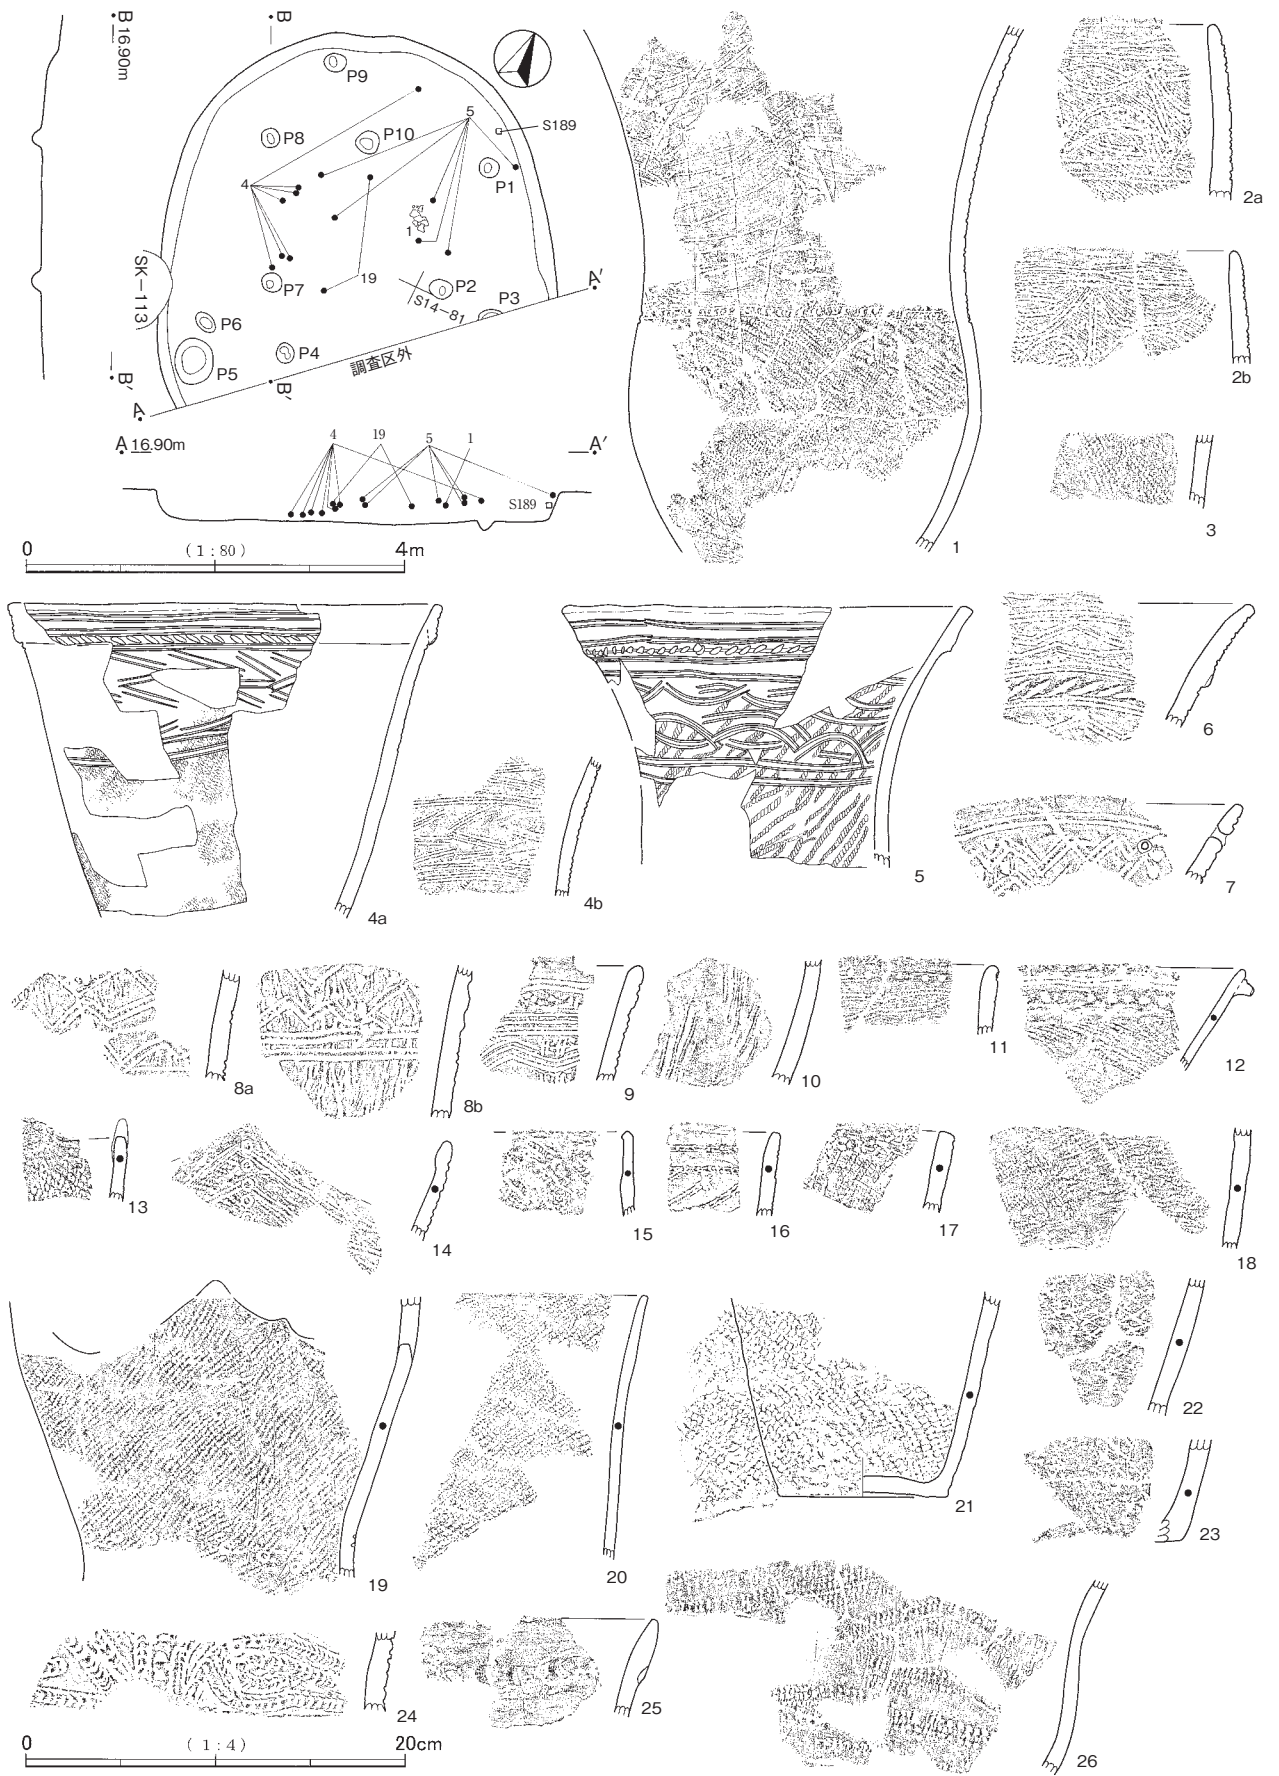 B
16.90m
B
P9
P8
P10
5
S189
P1
4
1
19
P7
P2
S14−81
P3
A′
SK−113
P6
P5
P4
調査区外
B′
B′
A
A 16.90m
4
19
5
1
A′
S189
0
(1：80)
4m
1
2a
2b
3
4a
4b
5
6
7
8a
8b
9
10
11
12
13
14
15
16
17
18
19
20
21
22
23
24
25
26
0
(1：4)
20cm